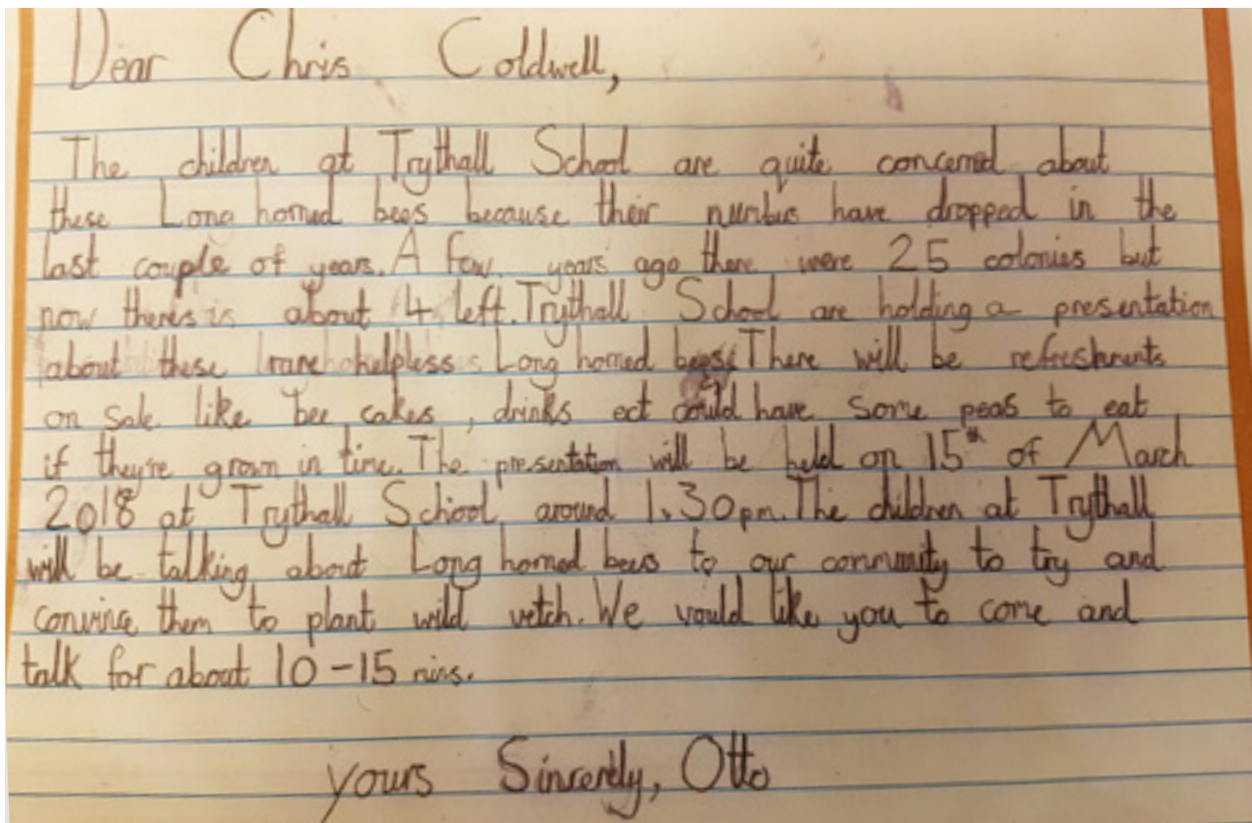 Dear Chris Coldwell,
The children at Trythall School are quite concerned about
these Long horned bees because their numbus have dropped in the
last couple of years. A few years ago there were 25 colonies but
now theres is about 4 left. Trythall School are holding a presentation
about these rare helpless Long horned bees. There will be refreshments
on sale like bee cakes, drinks ect could have some peas to eat
if they're grown in time. The presentation will be held on 15th of March
2018 at Trythall School around 1.30pm. The children at Trythall
will be talking about Long horned bees to our community to try and
convince them to plant wild vetch. We would like you to come and
talk for about 10-15 mins.
yours Sincerely, Otto